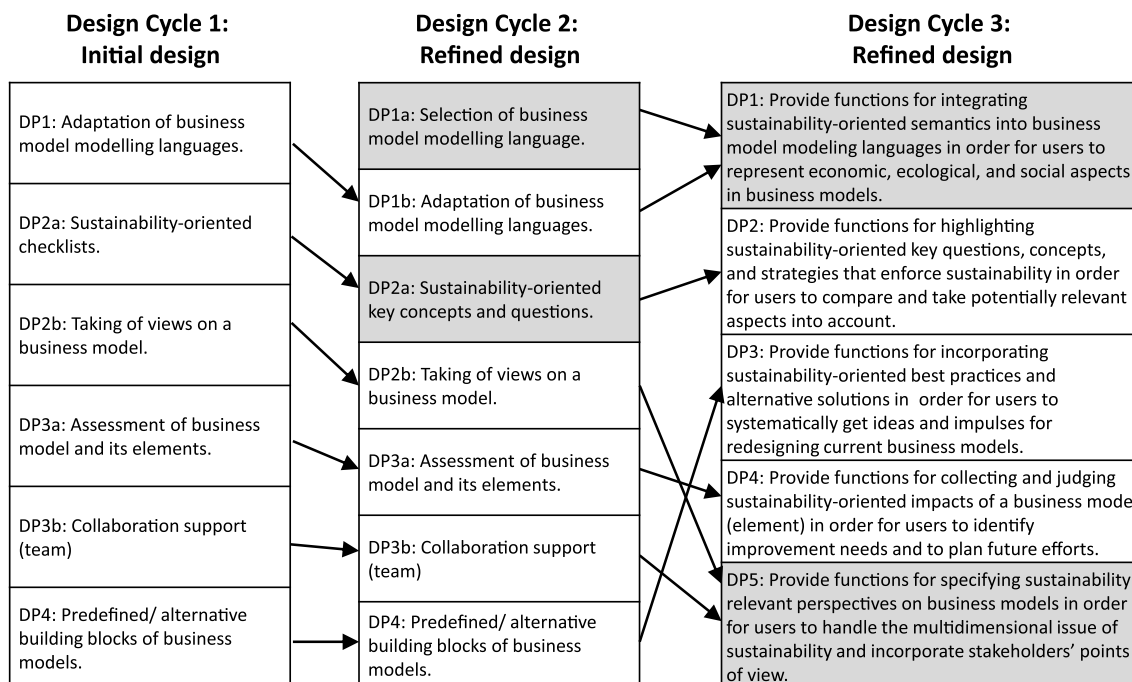 Design Cycle 1:
Initial design
DP1: Adaptation of business
model modelling languages.
DP2a: Sustainability-oriented
checklists.
DP2b: Taking of views on a
business model.
DP3a: Assessment of business
model and its elements.
DP3b: Collaboration support
(team)
DP4: Predefined/ alternative
building blocks of business
models.
Design Cycle 2:
Refined design
DP1a: Selection of business
model modelling language.
DP1b: Adaptation of business
model modelling languages.
DP2a: Sustainability-oriented
key concepts and questions.
DP2b: Taking of views on a
business model.
DP3a: Assessment of business
model and its elements.
DP3b: Collaboration support
(team)
DP4: Predefined/ alternative
building blocks of business
models.
Design Cycle 3:
Refined design
DP1: Provide functions for integrating
sustainability-oriented semantics into business
model modeling languages in order for users to
represent economic, ecological, and social aspects
in business models.
DP2: Provide functions for highlighting
sustainability-oriented key questions, concepts,
and strategies that enforce sustainability in order
for users to compare and take potentially relevant
aspects into account.
DP3: Provide functions for incorporating
sustainability-oriented best practices and
alternative solutions in order for users to
systematically get ideas and impulses for
redesigning current business models.
DP4: Provide functions for collecting and judging
sustainability-oriented impacts of a business mode
(element) in order for users to identify
improvement needs and to plan future efforts.
DP5: Provide functions for specifying sustainability
relevant perspectives on business models in order
for users to handle the multidimensional issue of
sustainability and incorporate stakeholders' points
of view.